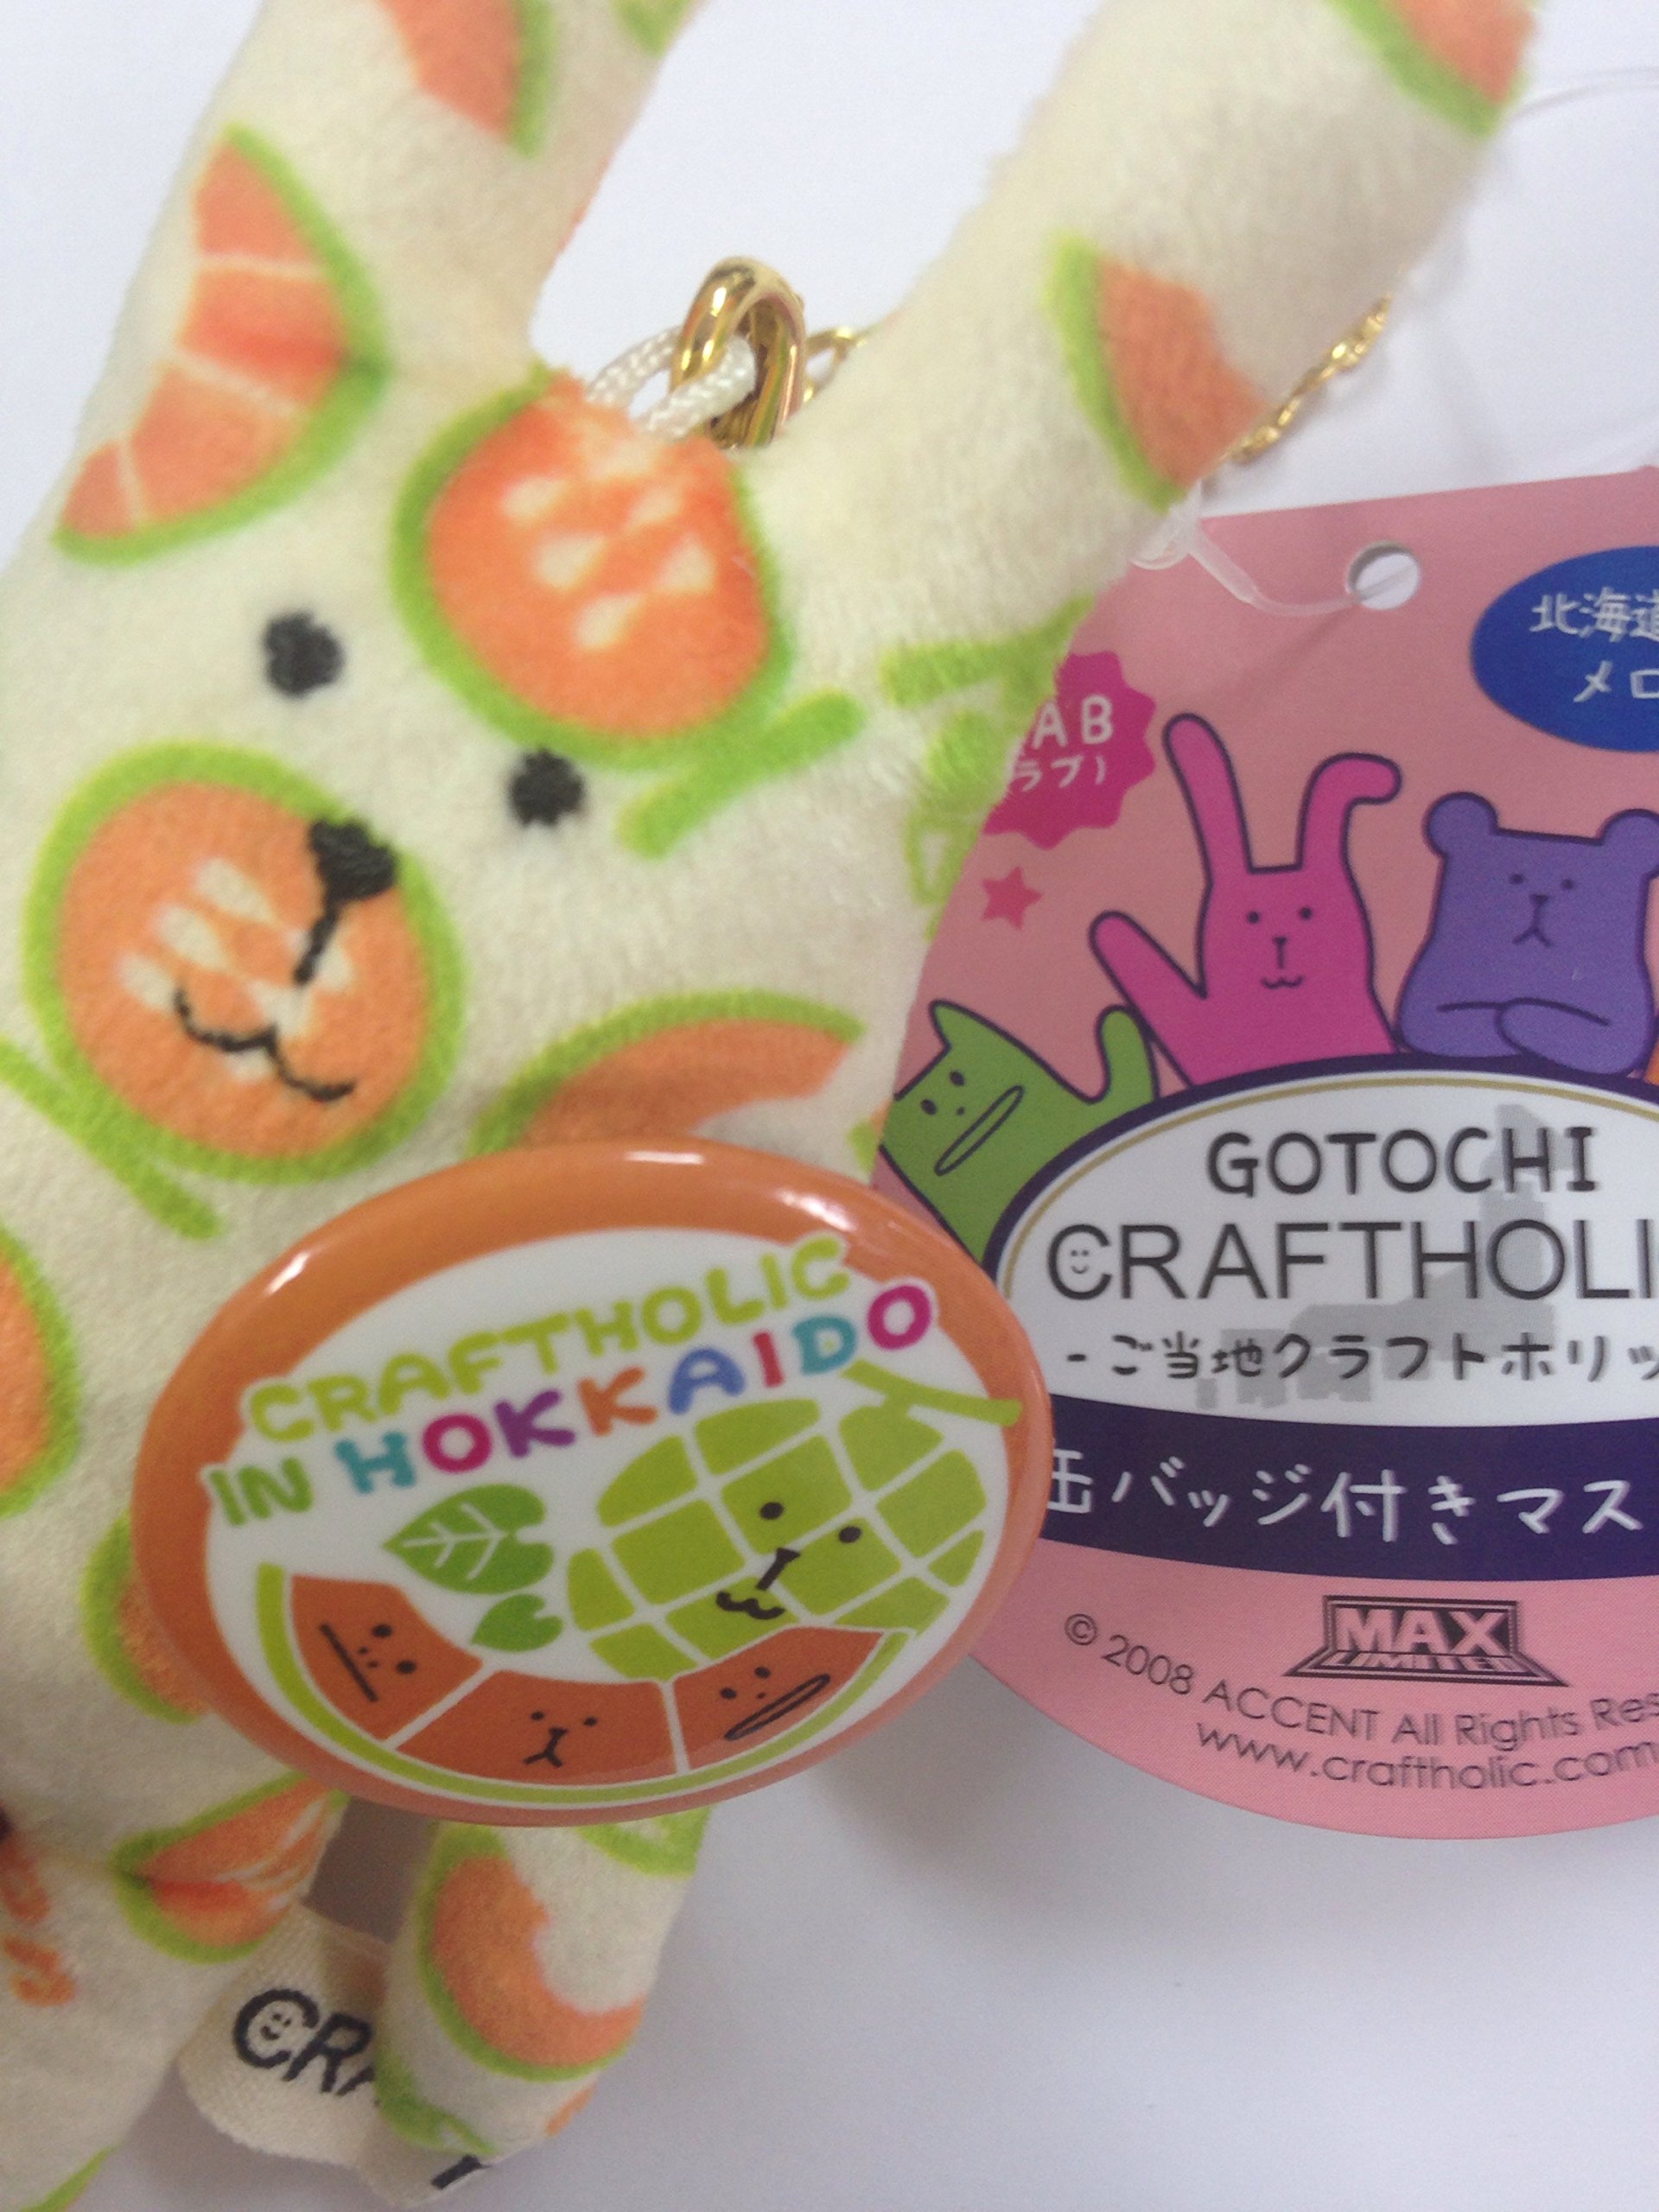 北海道
メロ
AB
ラブ)
GOTOCHI
CRAFTHOLI
- ご当地クラフトホリッ
缶バッジ付きマス
MAX
LIMITED
© 2008 ACCENT All Rights Res
www.craftholic.com
CRAFTHOLIC
IN HOKKAIDO
CRA